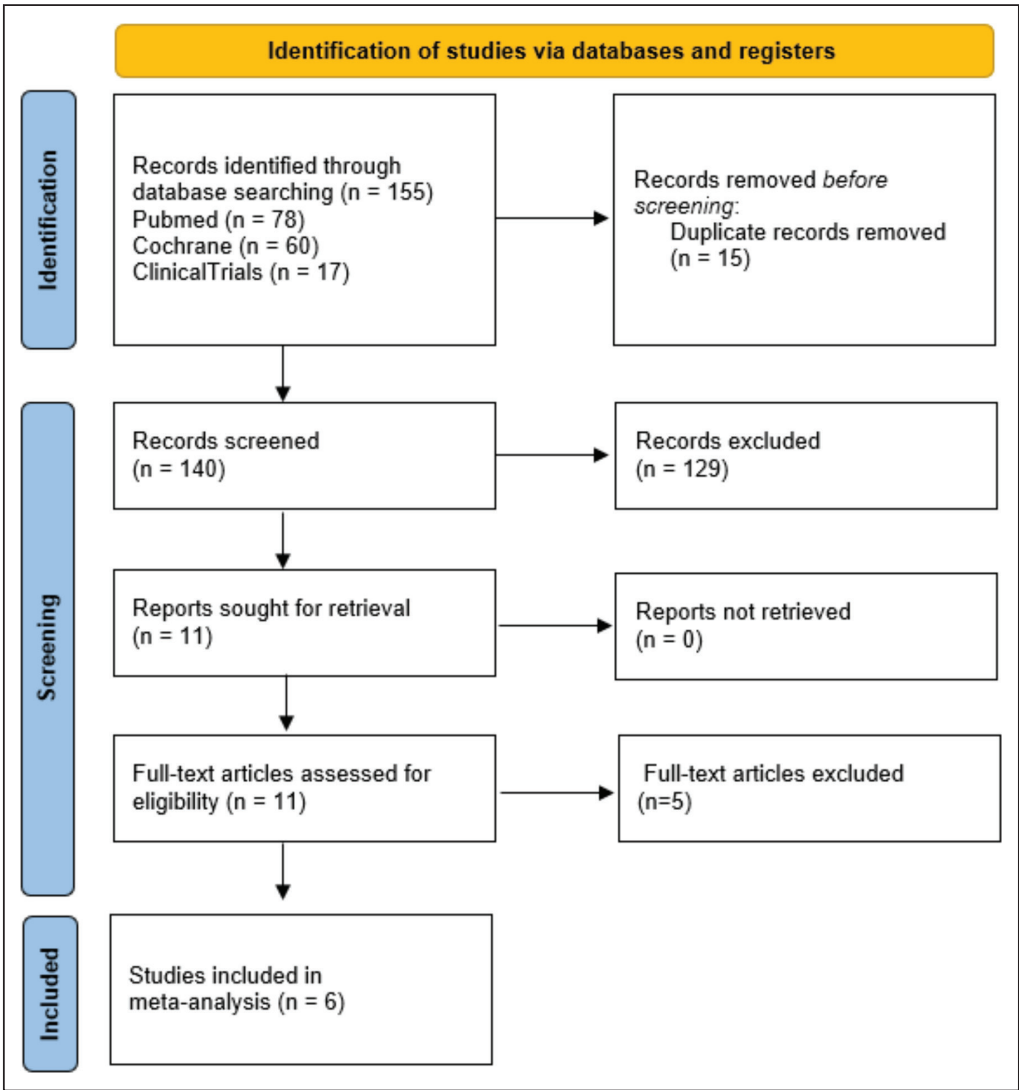 Identification of studies via databases and registers
Identification
Records identified through
database searching (n = 155)
Pubmed (n = 78)
Cochrane (n = 60)
ClinicalTrials (n = 17)
Records removed before
screening:
Duplicate records removed
(n = 15)
Screening
Records screened
(n = 140)
Records excluded
(n = 129)
Reports sought for retrieval
(n = 11)
Reports not retrieved
(n = 0)
Full-text articles assessed for
eligibility (n = 11)
Full-text articles excluded
(n=5)
Included
Studies included in
meta-analysis (n = 6)